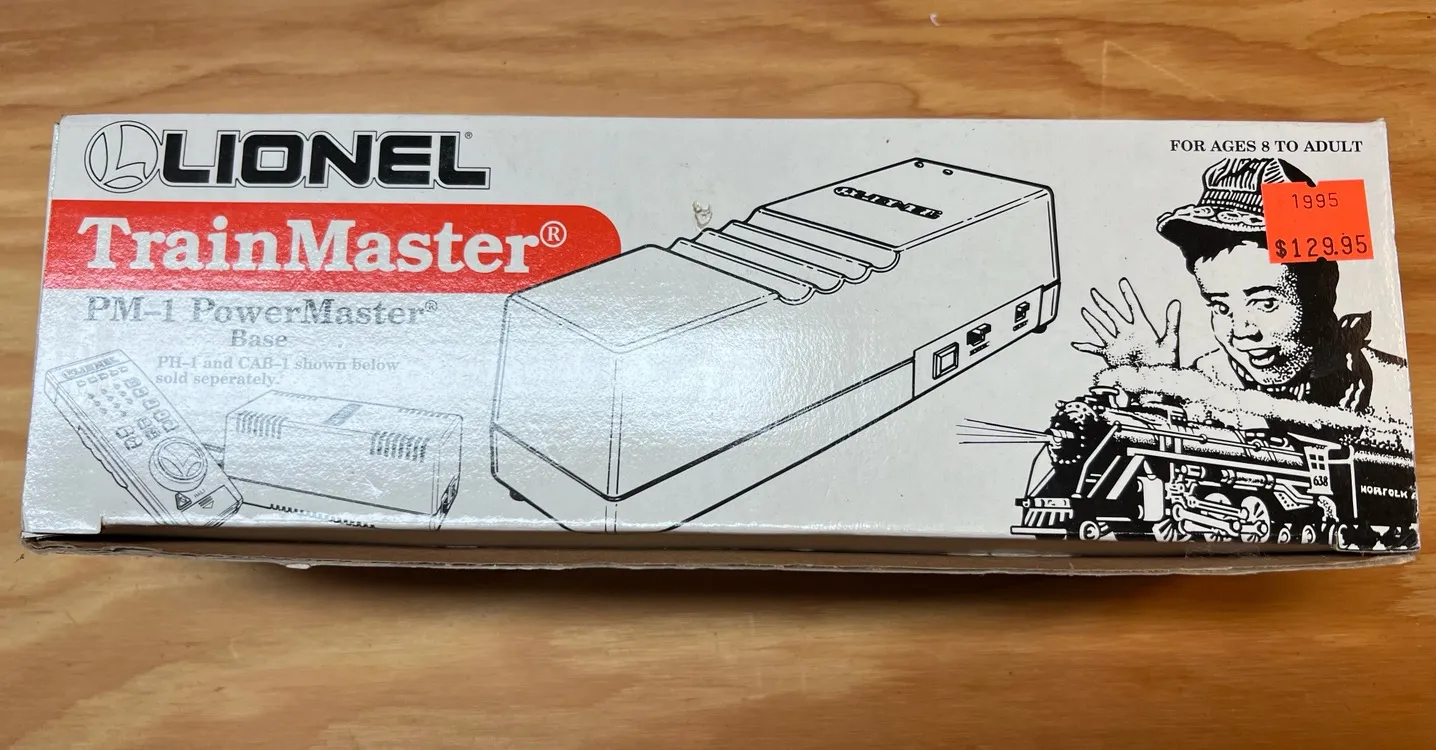 LIONEL®
TrainMaster®
PM-1 PowerMaster®
Base
PH-1 and CAB-1 shown below
sold seperately.
LIONEL
FOR AGES 8 TO ADULT
1995
$129.95
638
NORFOLK